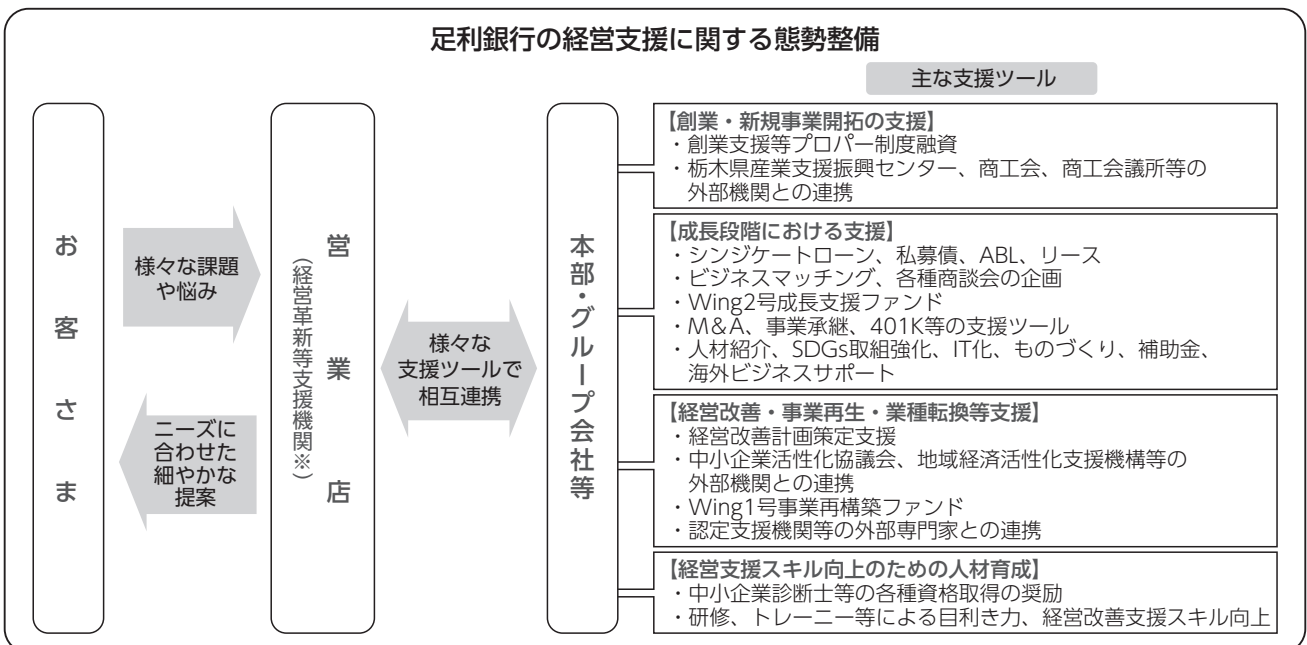 足利銀行の経営支援に関する態勢整備
主な支援ツール
お客さま
様々な課題
や悩み
ニーズに
合わせた
細やかな
提案
営業店
(経営革新等支援機関※)
様々な
支援ツールで
相互連携
本部・グループ会社等
【創業・新規事業開拓の支援】
・創業支援等プロパー制度融資
・栃木県産業支援振興センター、商工会、商工会議所等の
外部機関との連携
【成長段階における支援】
・シンジケートローン、私募債、ABL、リース
・ビジネスマッチング、各種商談会の企画
・Wing2号成長支援ファンド
・M&A、事業承継、401K等の支援ツール
・人材紹介、SDGs取組強化、IT化、ものづくり、補助金、
海外ビジネスサポート
【経営改善・事業再生・業種転換等支援】
・経営改善計画策定支援
・中小企業活性化協議会、地域経済活性化支援機構等の
外部機関との連携
・Wing1号事業再構築ファンド
・認定支援機関等の外部専門家との連携
【経営支援スキル向上のための人材育成】
・中小企業診断士等の各種資格取得の奨励
・研修、トレーニー等による目利き力、経営改善支援スキル向上